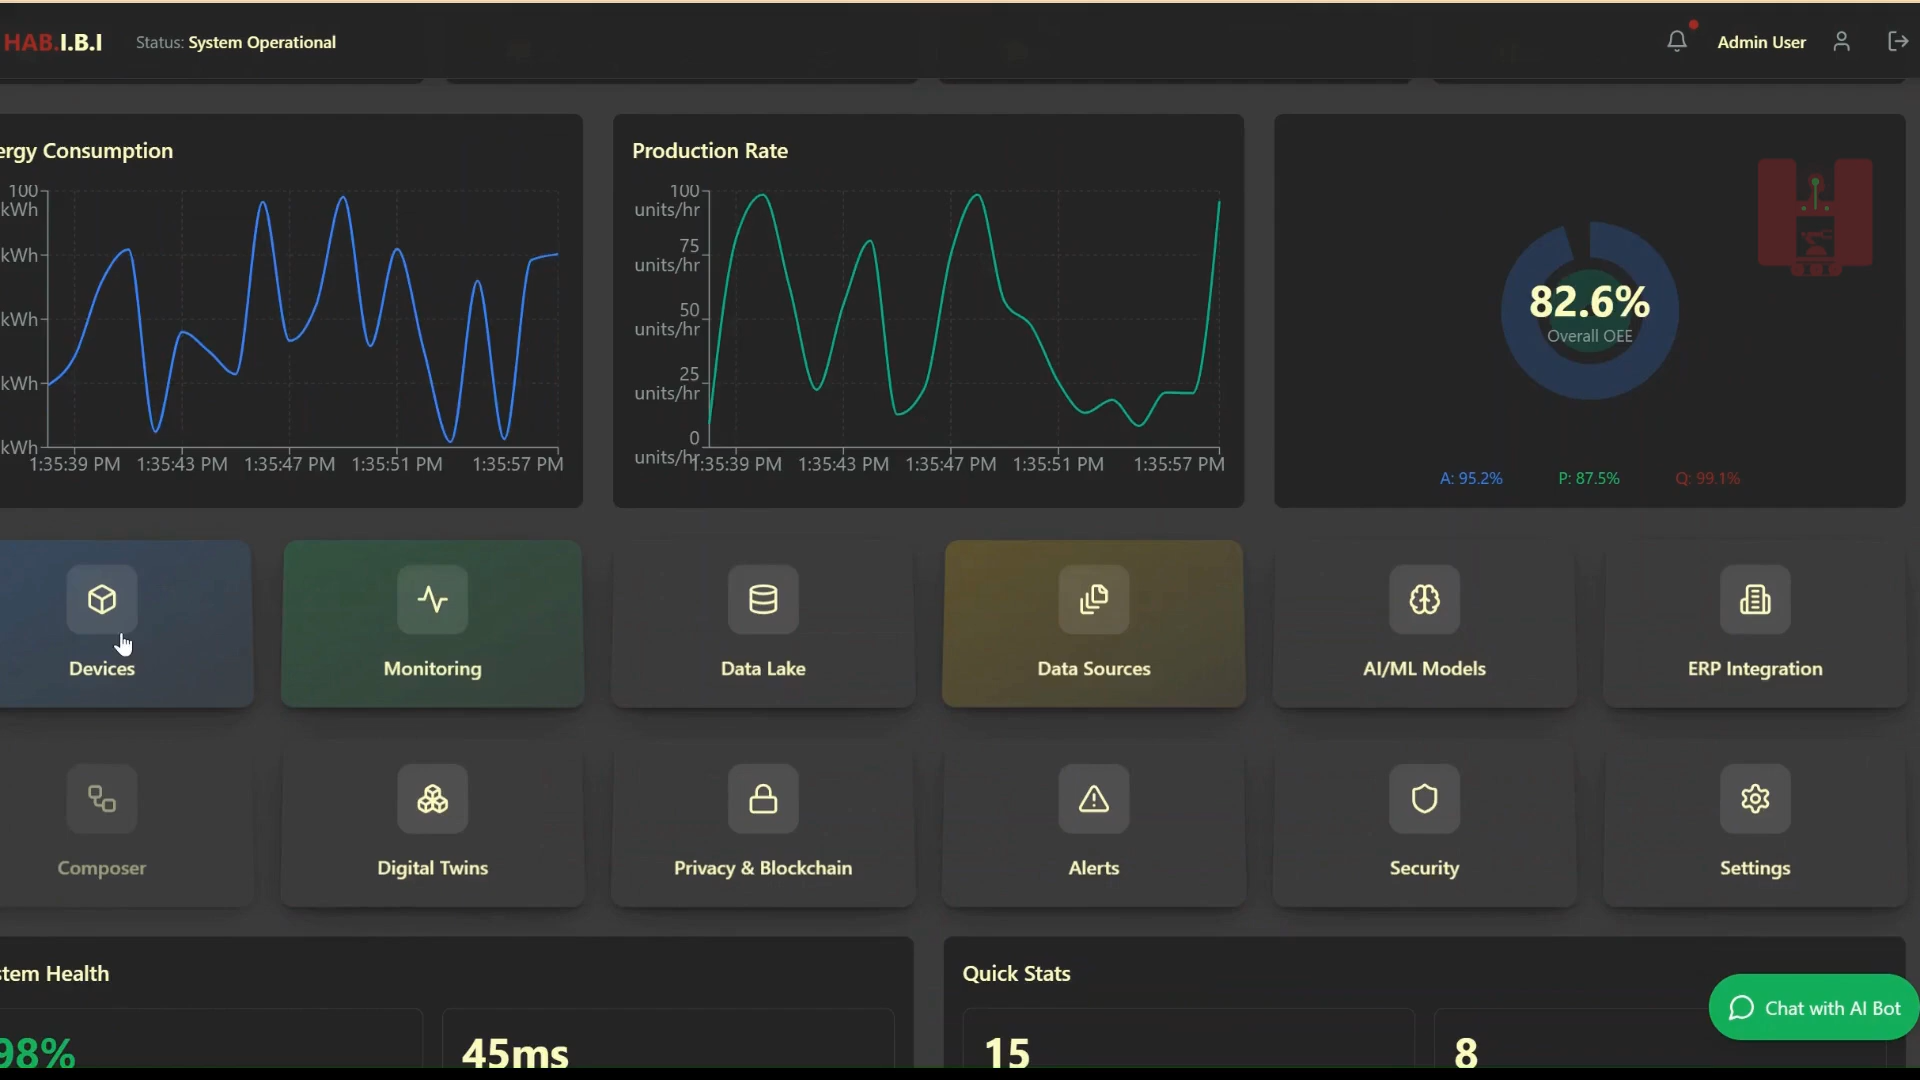 HAB.I.B.I
Status: System Operational
Admin User
ergy Consumption
100
kWh
kWh
kWh
kWh
kWh
1:35:39 PM 1:35:43 PM 1:35:47 PM 1:35:51 PM 1:35:57 PM
Production Rate
100
units/hr
75
units/hr
50
units/hr
25
units/hr
0
units/hr
1:35:39 PM 1:35:43 PM 1:35:47 PM 1:35:51 PM 1:35:57 PM
82.6%
Overall OEE
A: 95.2% P: 87.5% Q: 99.1%
Devices Monitoring Data Lake Data Sources AI/ML Models ERP Integration
Composer Digital Twins Privacy & Blockchain Alerts Security Settings
stem Health
98%
45ms
Quick Stats
15
8
Chat with AI Bot